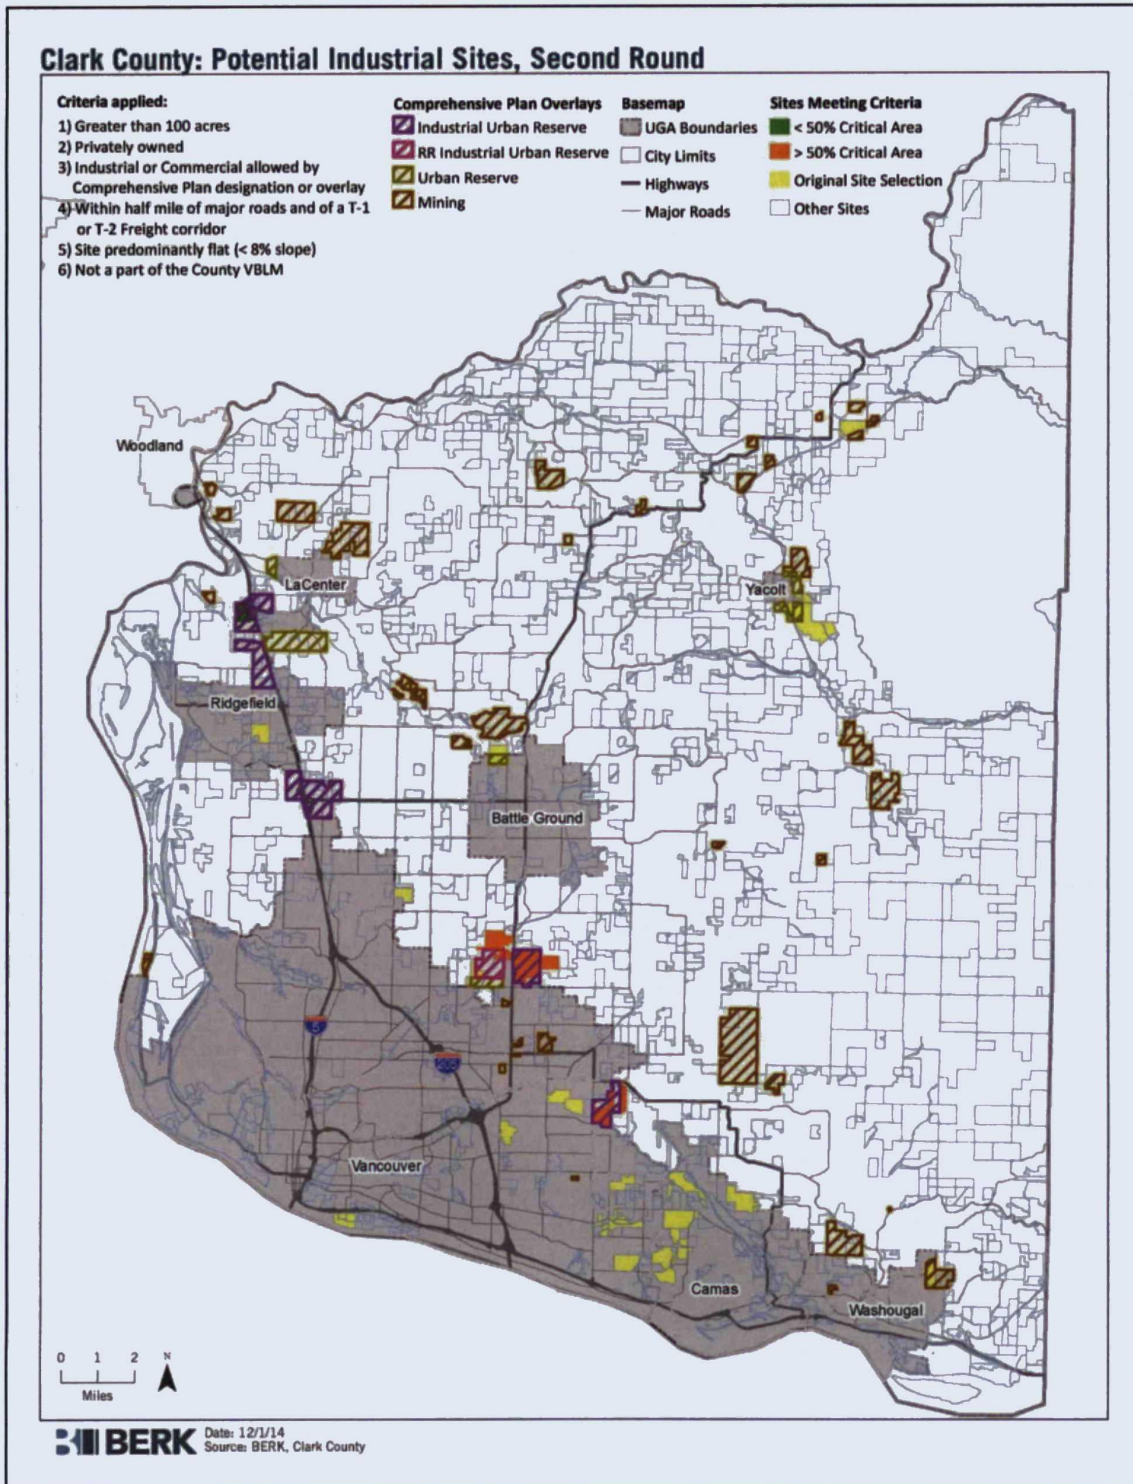 Clark County: Potential Industrial Sites, Second Round
Criteria applied:
1) Greater than 100 acres
2) Privately owned
3) Industrial or Commercial allowed by
Comprehensive Plan designation or overlay
4) Within half mile of major roads and of a T-1
or T-2 Freight corridor
5) Site predominantly flat (< 8% slope)
6) Not a part of the County VBLM
Comprehensive Plan Overlays
Industrial Urban Reserve
RR Industrial Urban Reserve
Urban Reserve
Mining
Basemap
UGA Boundaries
City Limits
Highways
Major Roads
Sites Meeting Criteria
< 50% Critical Area
> 50% Critical Area
Original Site Selection
Other Sites
Woodland
LaCenter
Yacolt
Ridgefield
Battle Ground
5
205
Vancouver
Camas
Washougal
0 1 2
Miles
N
BERK
Date: 12/1/14
Source: BERK, Clark County